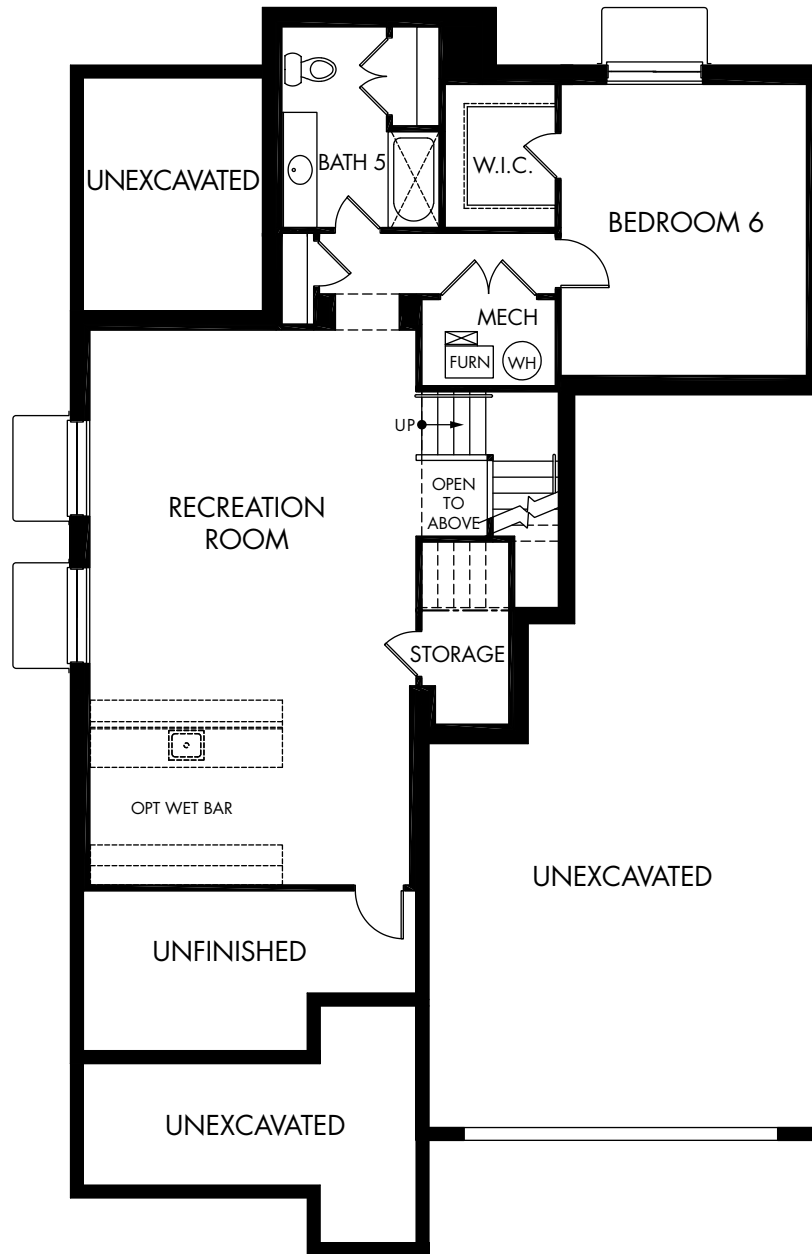 BATH 5
W.I.C.
UNEXCAVATED
BEDROOM 6
MECH
FURN
WH
UP
OPEN
TO
ABOVE
RECREATION
ROOM
STORAGE
OPT WET BAR
UNEXCAVATED
UNFINISHED
UNEXCAVATED